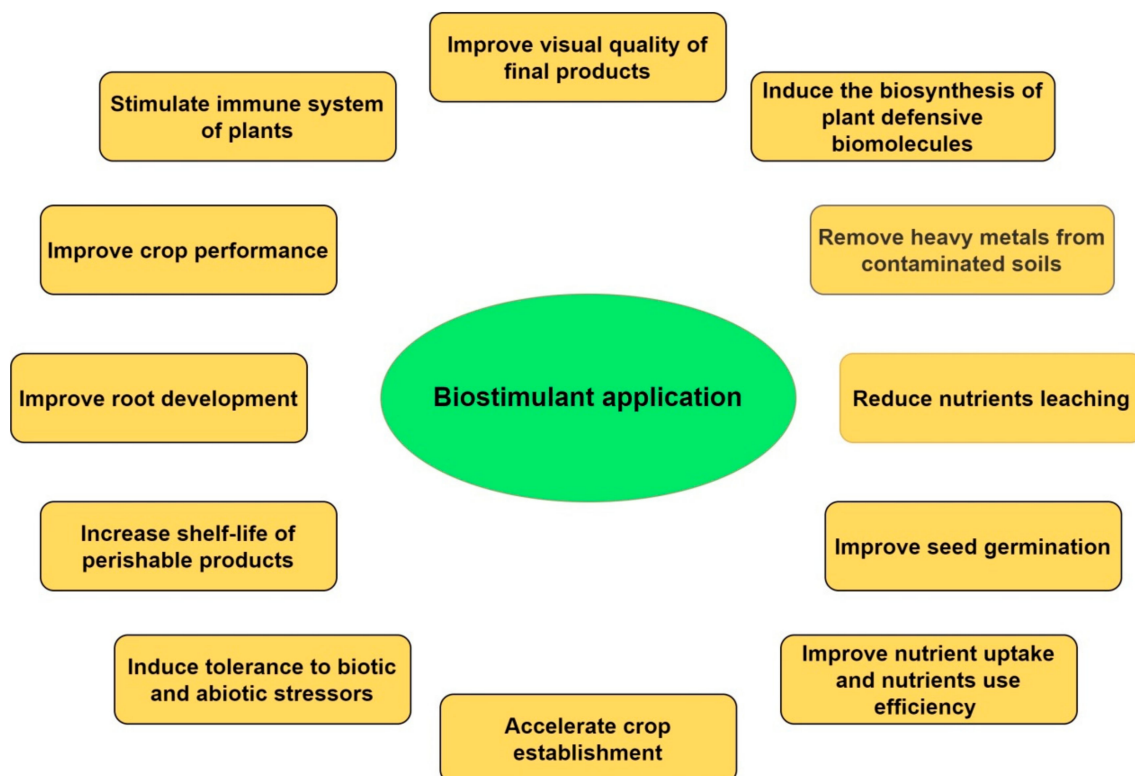 Improve visual quality of
final products
Stimulate immune system
of plants
Induce the biosynthesis of
plant defensive
biomolecules
Improve crop performance
Remove heavy metals from
contaminated soils
Improve root development
Biostimulant application
Reduce nutrients leaching
Increase shelf-life of
perishable products
Improve seed germination
Induce tolerance to biotic
and abiotic stressors
Improve nutrient uptake
and nutrients use
efficiency
Accelerate crop
establishment